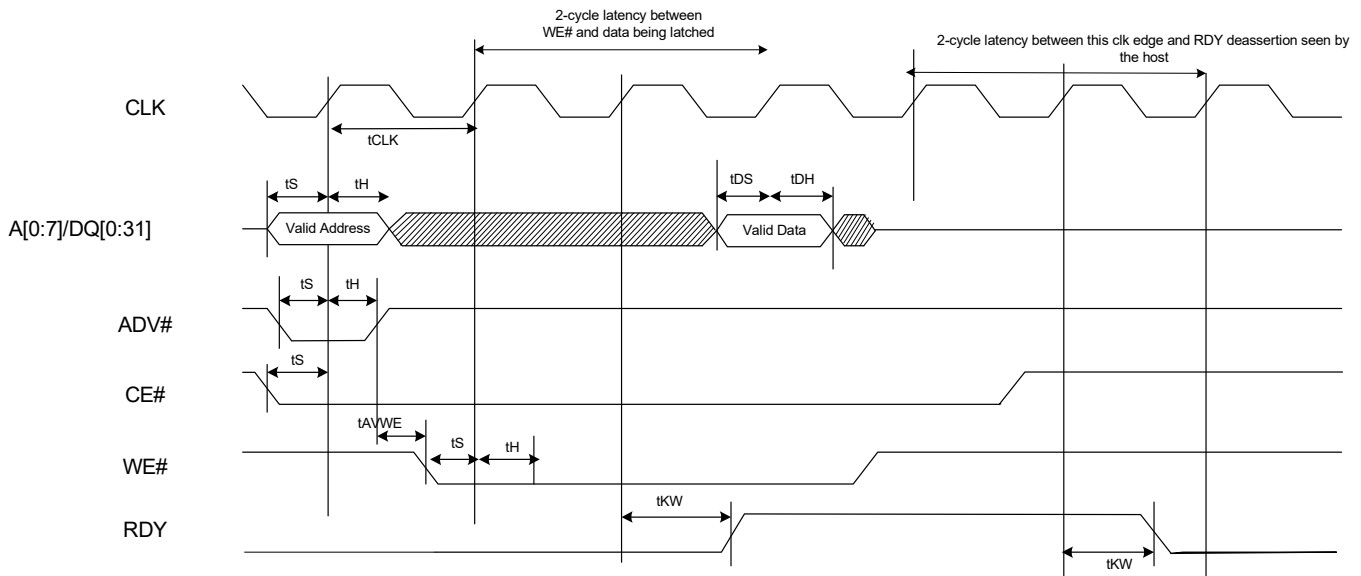 2-cycle latency between
WE# and data being latched
2-cycle latency between this clk edge and RDY deassertion seen by
the host
CLK
tCLK
tS
tH
tDS
tDH
A[0:7]/DQ[0:31]
Valid Address
Valid Data
tS
tH
ADV#
tS
CE#
tAVWE
tS
tH
WE#
tKW
RDY
tKW